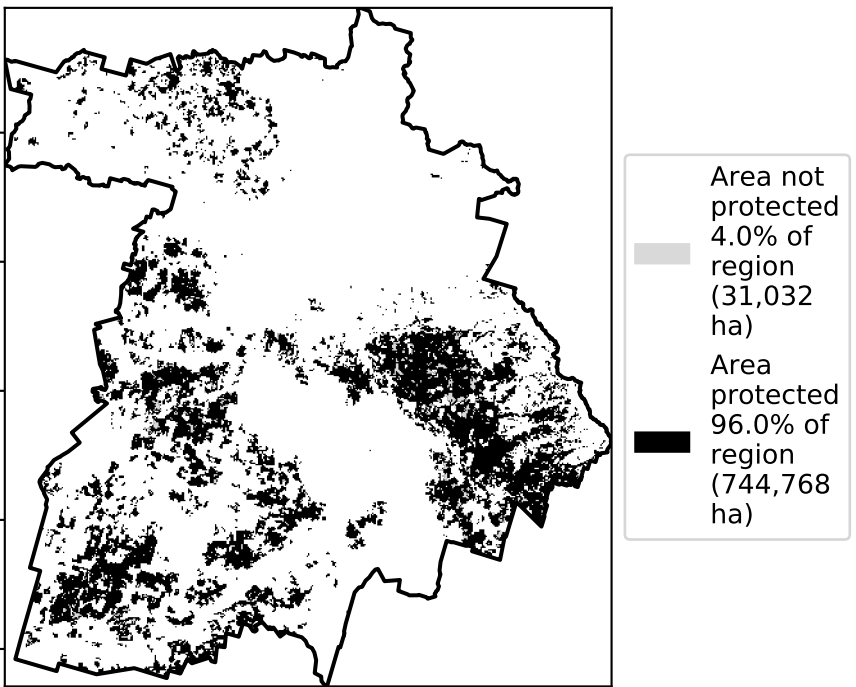 Area not
protected
4.0% of
region
(31,032
ha)
Area
protected
96.0% of
region
(744,768
ha)